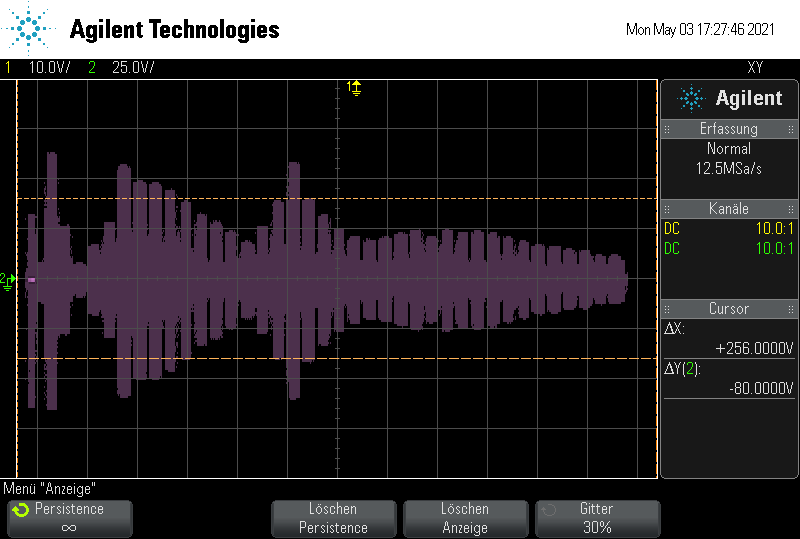 Agilent Technologies
Mon May 03 17:27:46 2021
1 10.0V/ 2 25.0V/ XY
1
2
Agilent
Erfassung
Normal
12.5MSa/s
Kanäle
DC 10.0:1
DC 10.0:1
Cursor
ΔX:
+256.0000V
ΔY(2):
-80.0000V
Menü "Anzeige"
Persistence
∞
Löschen
Persistence
Löschen
Anzeige
Gitter
30%